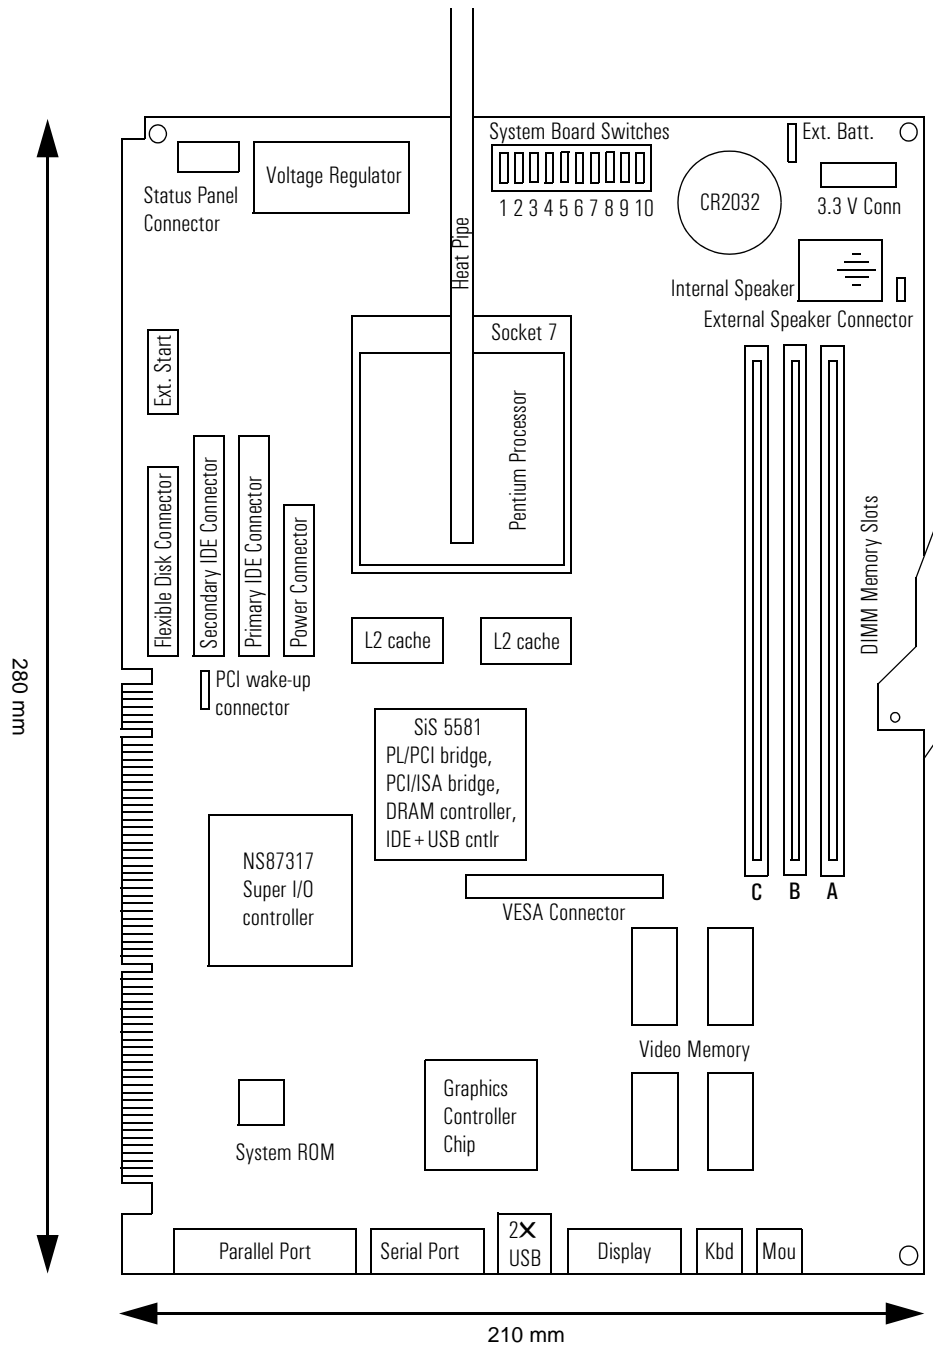 System Board Switches
Ext. Batt.
Status Panel
Connector
Voltage Regulator
1 2 3 4 5 6 7 8 9 10
CR2032
3.3 V Conn
Heat Pipe
Internal Speaker
External Speaker Connector
Socket 7
Ext. Start
Pentium Processor
Flexible Disk Connector
Secondary IDE Connector
Primary IDE Connector
Power Connector
DIMM Memory Slots
L2 cache
L2 cache
280 mm
PCI wake-up
connector
SiS 5581
PL/PCI bridge,
PCI/ISA bridge,
DRAM controller,
IDE + USB cntlr
NS87317
Super I/O
controller
C B A
VESA Connector
Video Memory
Graphics
Controller
Chip
System ROM
Parallel Port
Serial Port
2X
USB
Display
Kbd
Mou
210 mm